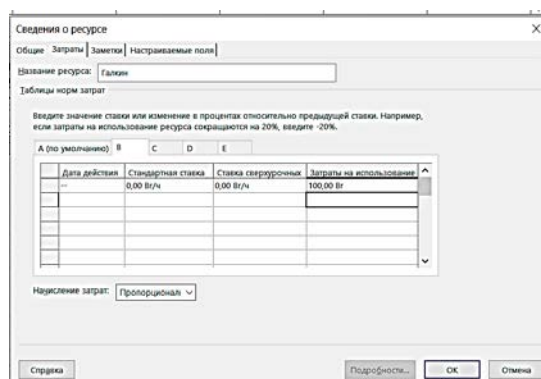 Сведения о ресурсе
Общие Затраты Заметки Настраиваемые поля
Название ресурса: Галкин
Таблицы норм затрат
Введите значение ставки или изменение в процентах относительно предыдущей ставки. Например,
если затраты на использование ресурса сокращаются на 20%, введите -20%.
A (по умолчанию) B C D E
Дата действия Стандартная ставка Ставка сверхурочных Затраты на использование
-- 0,00 Br/ч 0,00 Br/ч 100,00 Br
Начисление затрат: Пропорциональ
Справка Подробности... ОК Отмена